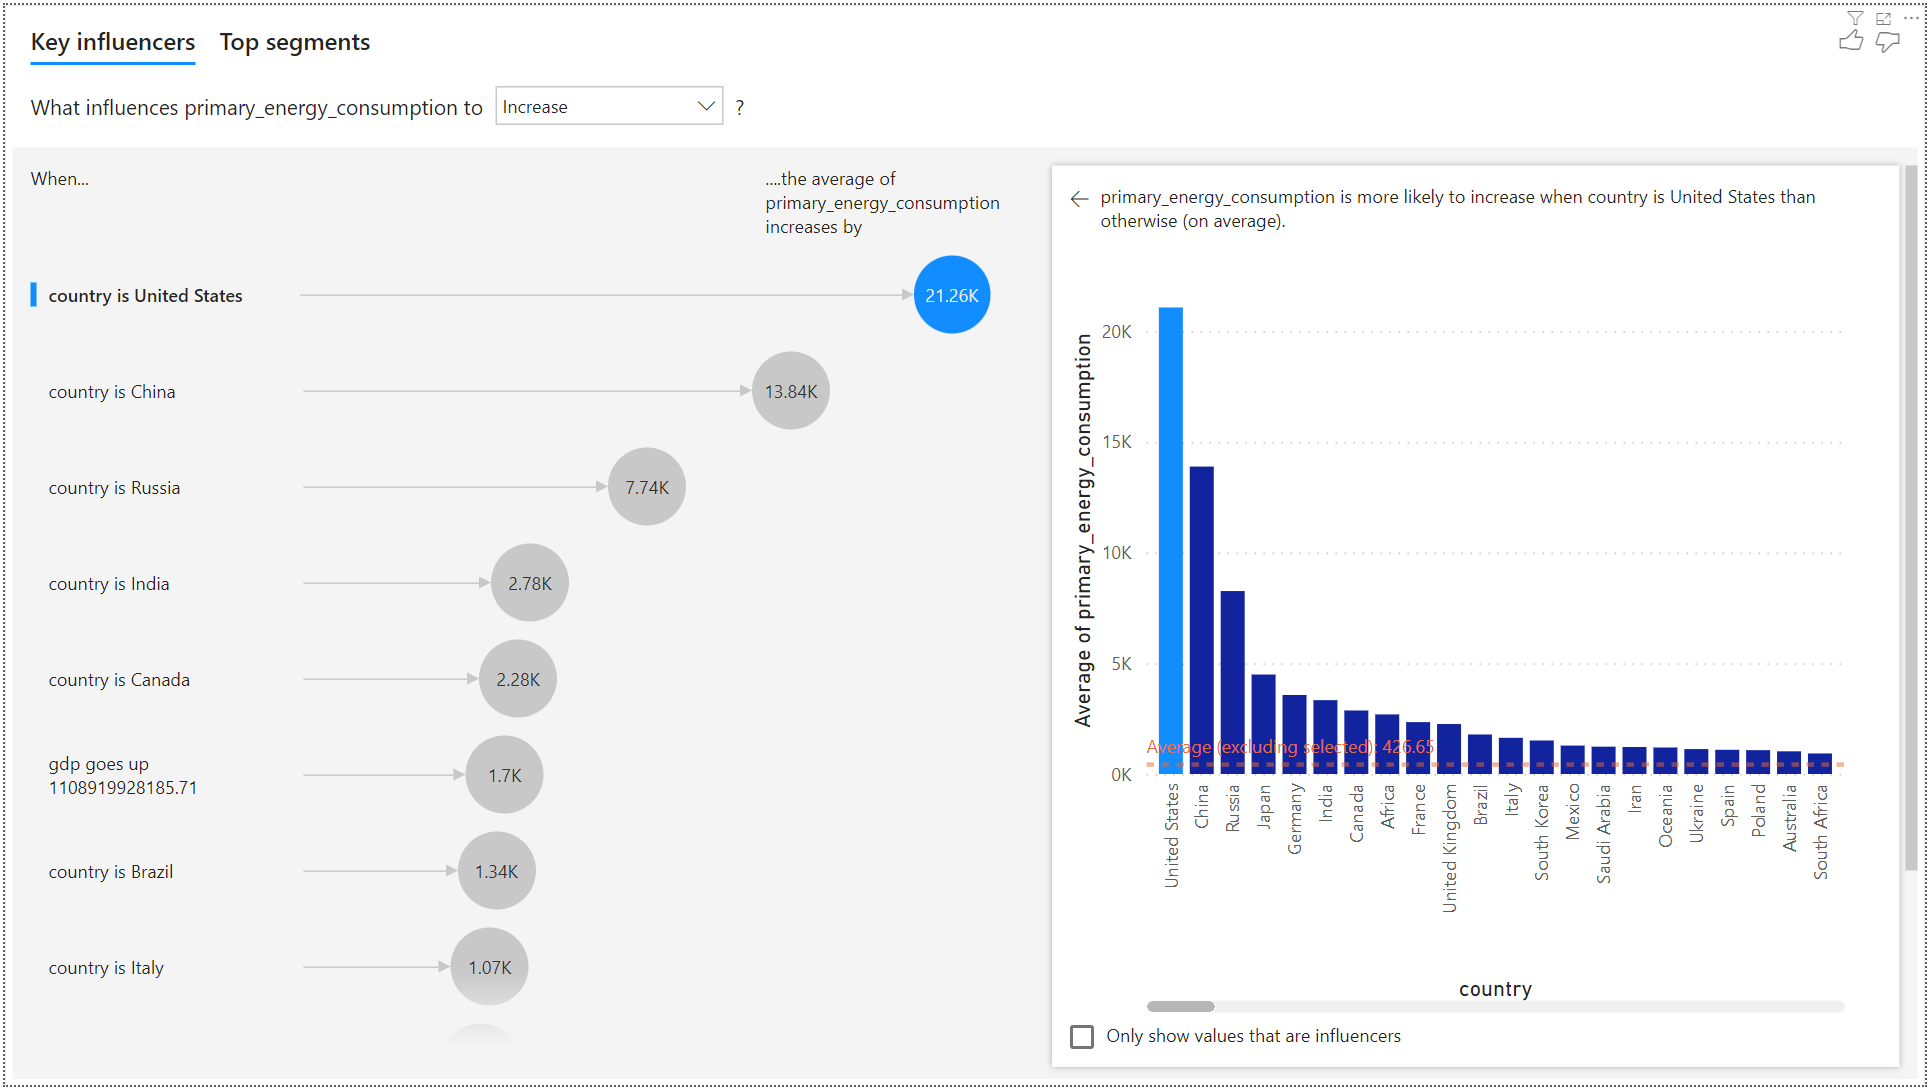 Key influencers Top segments
What influences primary_energy_consumption to Increase ?
When...
....the average of
primary_energy_consumption
increases by
country is United States 21.26K
country is China 13.84K
country is Russia 7.74K
country is India 2.78K
country is Canada 2.28K
gdp goes up
1108919928185.71
1.7K
country is Brazil 1.34K
country is Italy 1.07K
primary_energy_consumption is more likely to increase when country is United States than
otherwise (on average).
Average of primary_energy_consumption
20K
15K
10K
5K
0K
Average (excluding selected): 426.65
United States
China
Russia
Japan
Germany
India
Canada
Africa
France
United Kingdom
Brazil
Italy
South Korea
Mexico
Saudi Arabia
Iran
Oceania
Ukraine
Spain
Poland
Australia
South Africa
country
Only show values that are influencers